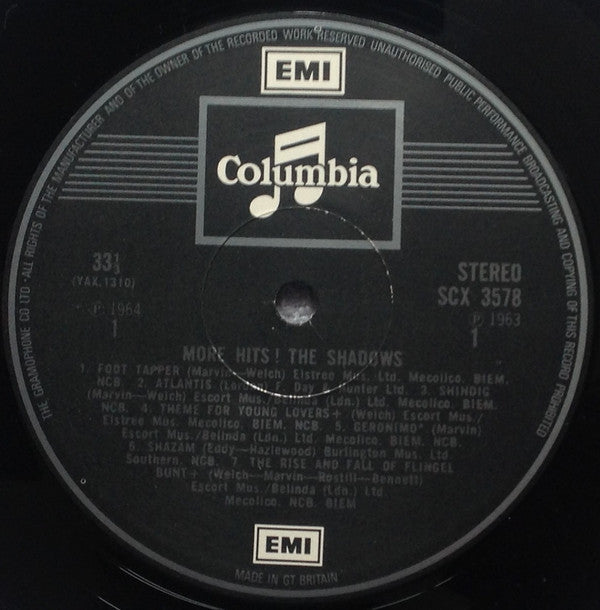 THE GRAMOPHONE CO LTD · ALL RIGHTS OF THE MANUFACTURER AND OF THE OWNER OF THE RECORDED WORK RESERVED UNAUTHORISED PUBLIC PERFORMANCE BROADCASTING AND COPYING OF THIS RECORD PROHIBITED
EMI
Columbia
33⅓
(YAX.1310)
℗ 1964
1
STEREO
SCX 3578
℗ 1963
1
MORE HITS! THE SHADOWS
1. FOOT TAPPER (Marvin—Welch) Elstree Mus. Ltd. Mecolico. BIEM.
NCB. 2. ATLANTIS (Lordan) F. Day & Hunter Ltd. 3. SHINDIG
(Marvin—Welch) Escort Mus./Belinda (Ldn.) Ltd. Mecolico. BIEM.
NCB. 4. THEME FOR YOUNG LOVERS+ (Welch) Escort Mus./
Elstree Mus. Mecolico. BIEM. NCB. 5. GERONIMO* (Marvin)
Escort Mus./Belinda (Ldn.) Ltd. Mecolico. BIEM. NCB.
6. SHAZAM (Eddy—Hazlewood) Burlington Mus. Ltd.
Southern. NCB. 7. THE RISE AND FALL OF FLINGEL
BUNT+ (Welch—Marvin—Rostill—Bennett)
Escort Mus./Belinda (Ldn.) Ltd.
Mecolico. NCB. BIEM
EMI
MADE IN GT BRITAIN